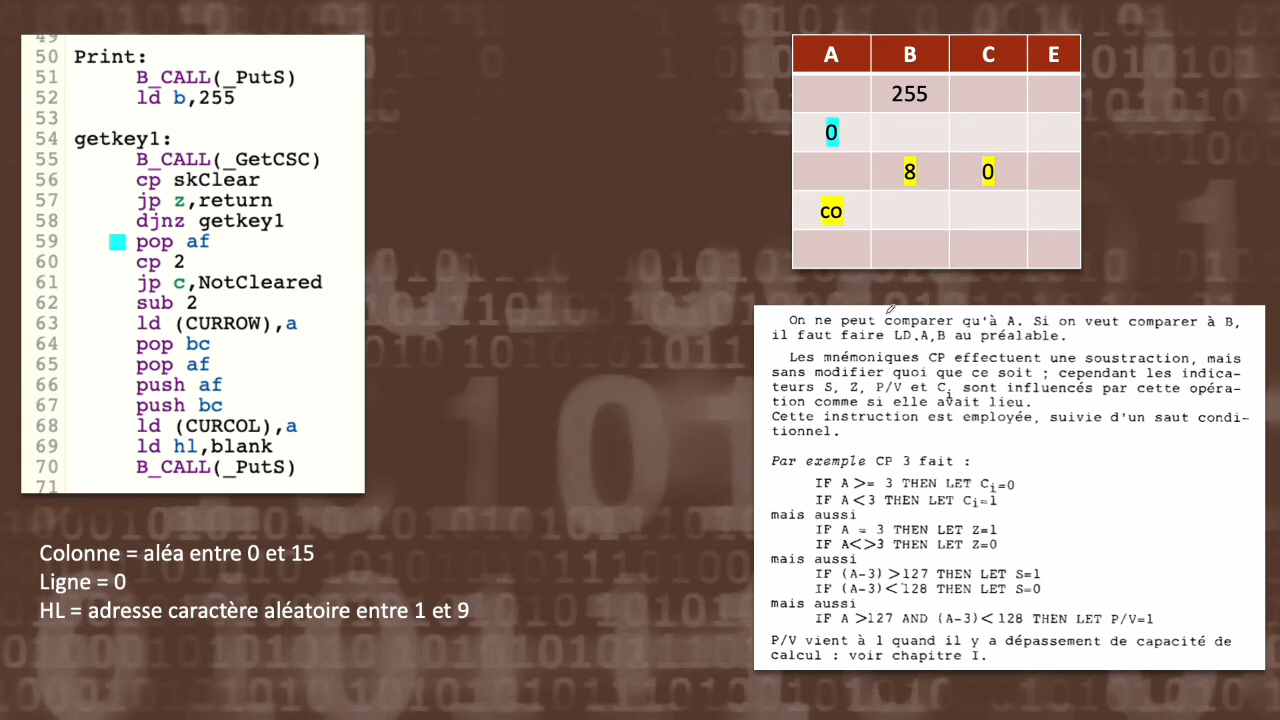 49
50 Print:
51 B_CALL(_PutS)
52 ld b,255
53
54 getkey1:
55 B_CALL(_GetCSC)
56 cp skClear
57 jp z,return
58 djnz getkey1
59 pop af
60 cp 2
61 jp c,NotCleared
62 sub 2
63 ld (CURROW),a
64 pop bc
65 pop af
66 push af
67 push bc
68 ld (CURCOL),a
69 ld hl,blank
70 B_CALL(_PutS)
71
Colonne = aléa entre 0 et 15
Ligne = 0
HL = adresse caractère aléatoire entre 1 et 9
A B C E
255
0
8 0
co
On ne peut comparer qu'à A. Si on veut comparer à B,
il faut faire LD.A,B au préalable.
Les mnémoniques CP effectuent une soustraction, mais
sans modifier quoi que ce soit ; cependant les indica-
teurs S, Z, P/V et Ci sont influencés par cette opéra-
tion comme si elle avait lieu.
Cette instruction est employée, suivie d'un saut condi-
tionnel.
Par exemple CP 3 fait :
IF A >= 3 THEN LET Ci=0
IF A <3 THEN LET Ci=1
mais aussi
IF A = 3 THEN LET Z=1
IF A<>3 THEN LET Z=0
mais aussi
IF (A-3) >127 THEN LET S=1
IF (A-3) <128 THEN LET S=0
mais aussi
IF A >127 AND (A-3)< 128 THEN LET P/V=1
P/V vient à 1 quand il y a dépassement de capacité de
calcul : voir chapitre I.